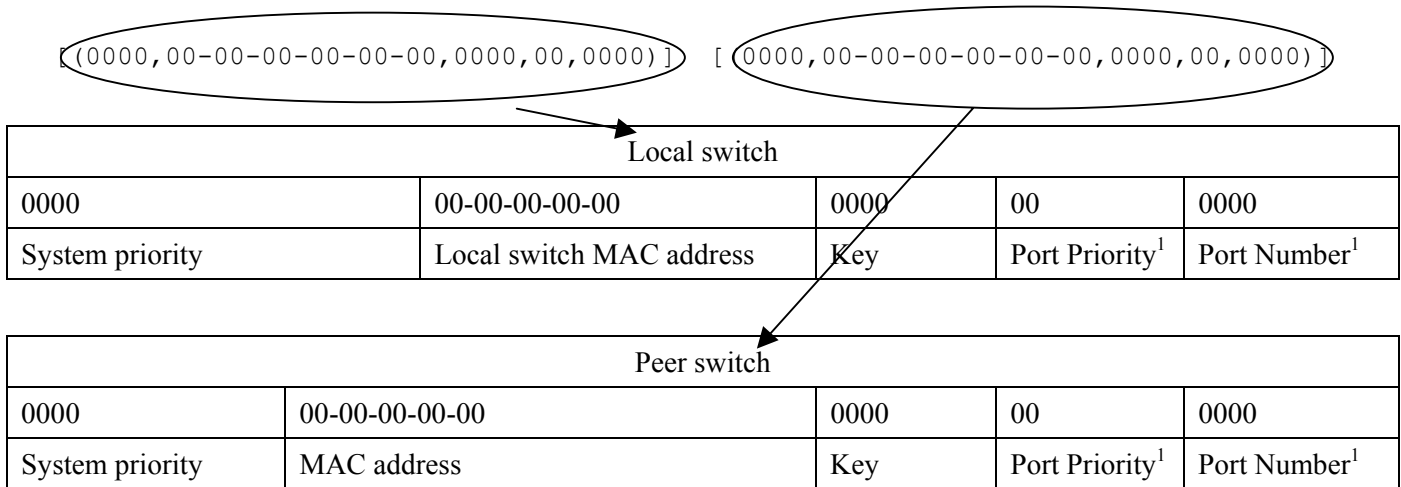 [(0000,00-00-00-00-00-00,0000,00,0000)] [(0000,00-00-00-00-00-00,0000,00,0000)]
Local switch
0000 00-00-00-00-00 0000 00 0000
System priority Local switch MAC address Key Port Priority1 Port Number1
Peer switch
0000 00-00-00-00-00 0000 00 0000
System priority MAC address Key Port Priority1 Port Number1